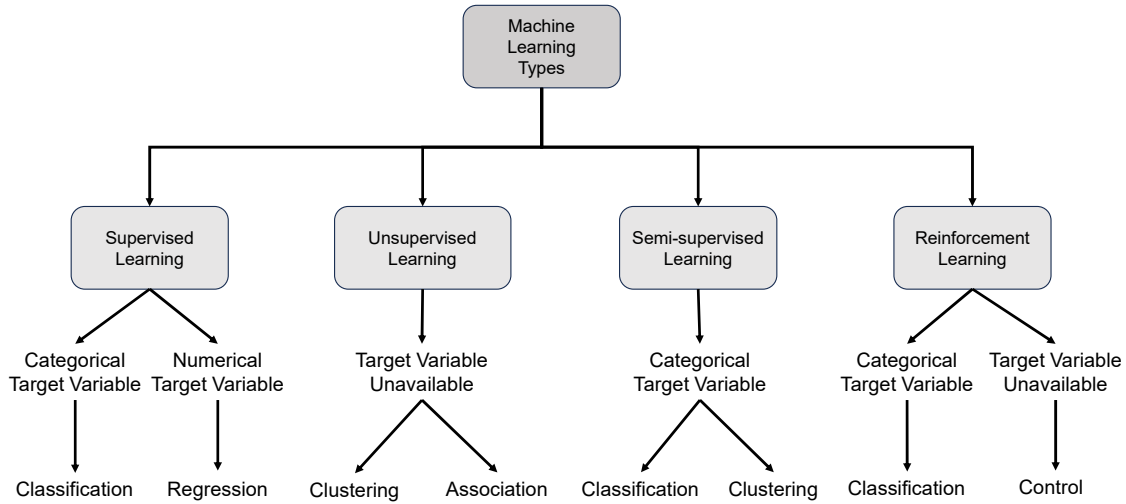 Machine
Learning
Types
Supervised
Learning
Unsupervised
Learning
Semi-supervised
Learning
Reinforcement
Learning
Categorical
Target Variable
Numerical
Target Variable
Target Variable
Unavailable
Categorical
Target Variable
Categorical
Target Variable
Target Variable
Unavailable
Classification
Regression
Clustering
Association
Classification
Clustering
Classification
Control